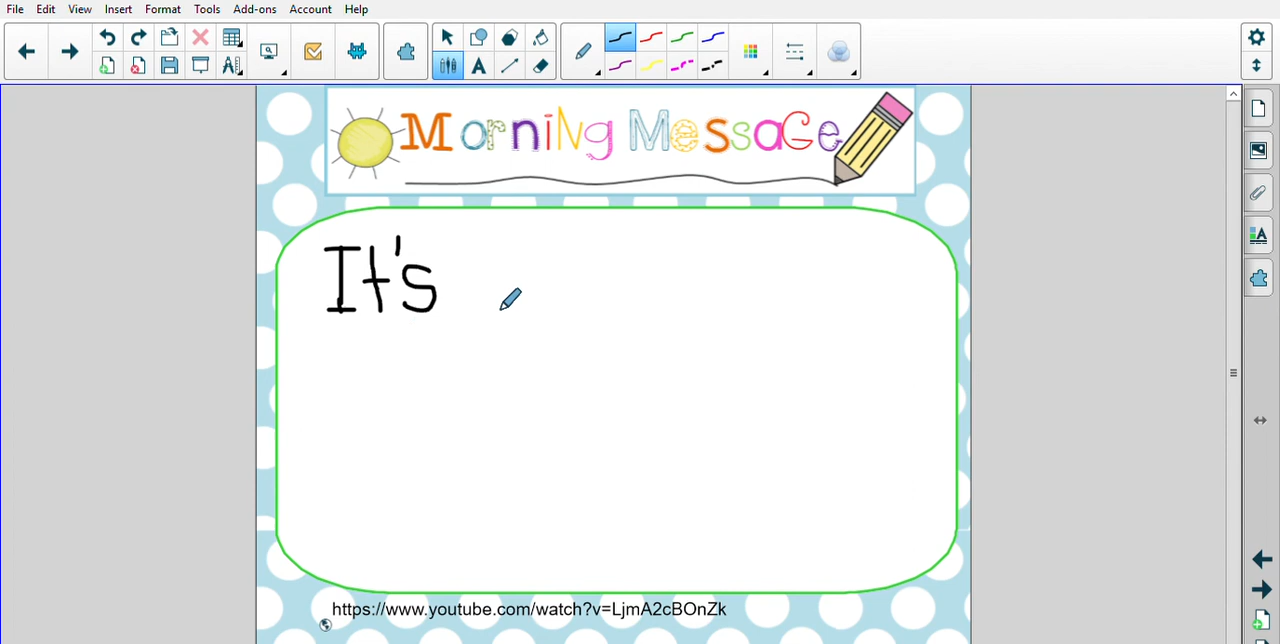 File Edit View Insert Format Tools Add-ons Account Help
Morning Message
It's
https://www.youtube.com/watch?v=LjmA2cBOnZk